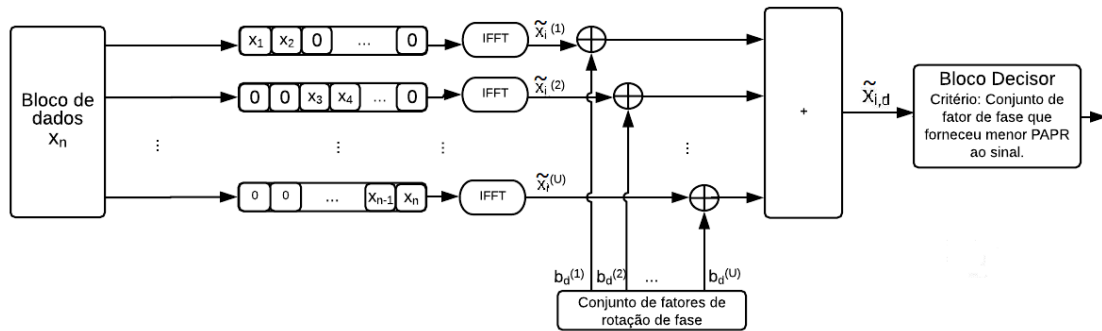 Bloco de
dados
xn
x1 x2 0 ... 0
IFFT
x̃i(1)
0 0 x3 x4 ... 0
IFFT
x̃i(2)
...
0 0 ... xn-1 xn
IFFT
x̃i(U)
+
x̃i,d
Bloco Decisor
Critério: Conjunto de
fator de fase que
forneceu menor PAPR
ao sinal.
bd(1) bd(2) ... bd(U)
Conjunto de fatores de
rotação de fase